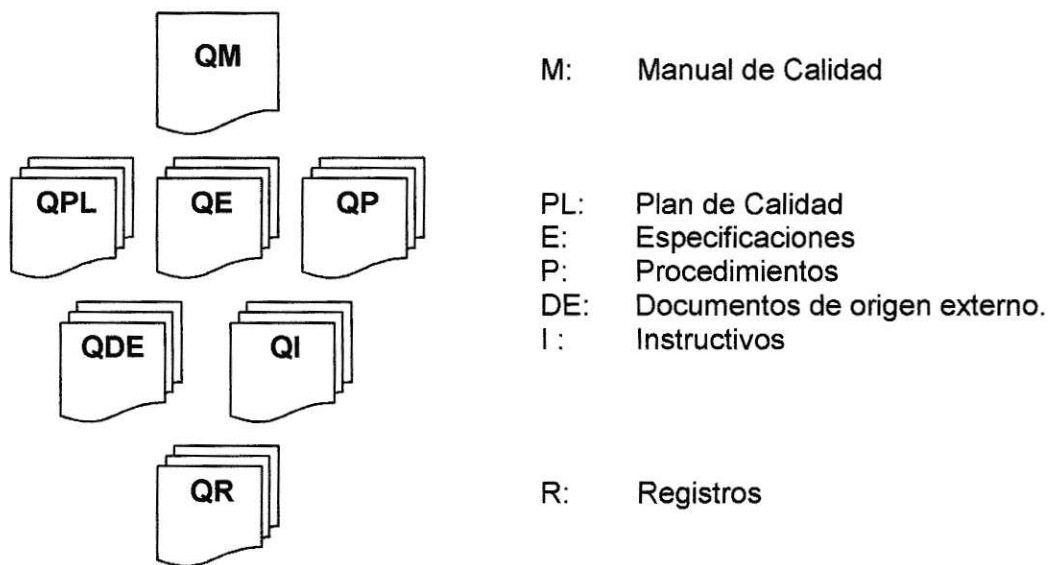 QM
M: Manual de Calidad
QPL QE QP
PL: Plan de Calidad
E: Especificaciones
P: Procedimientos
DE: Documentos de origen externo.
I : Instructivos
QDE QI
QR
R: Registros